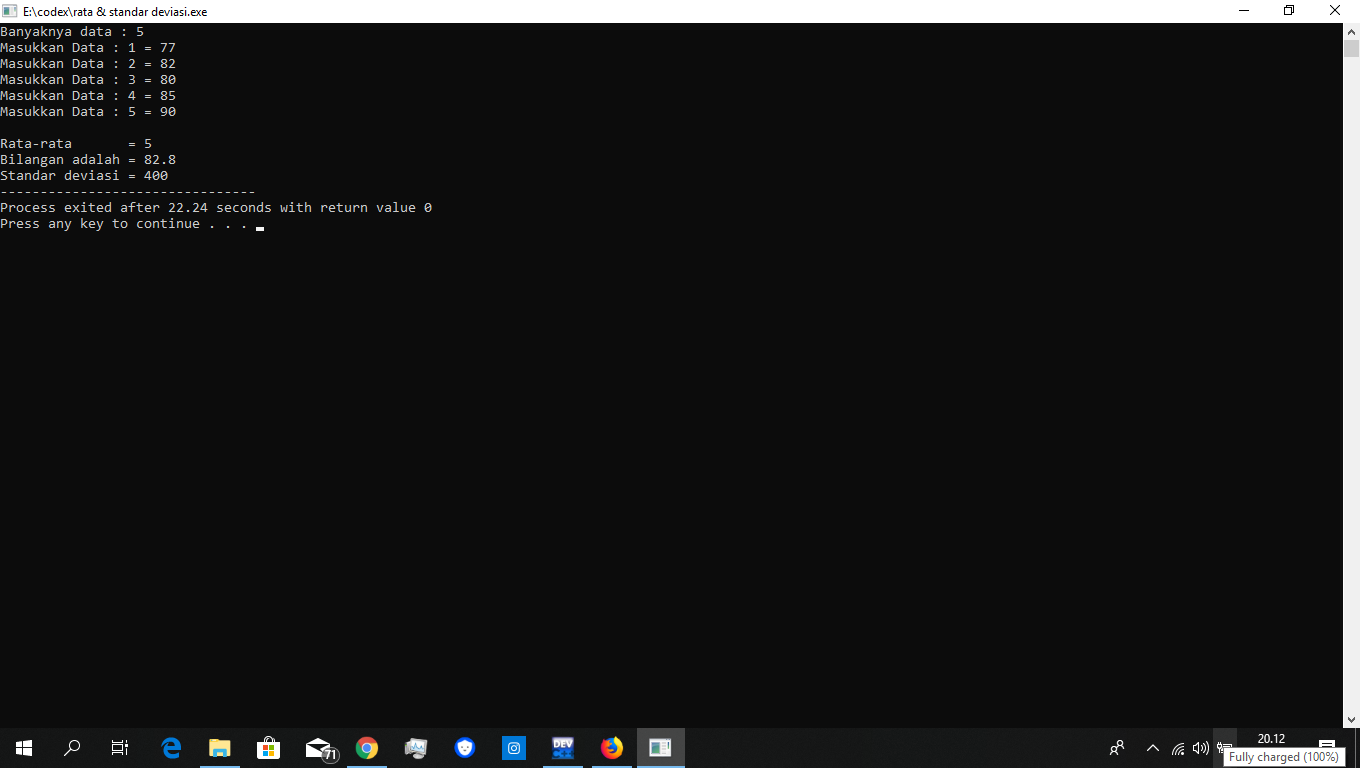 E:\codex\rata & standar deviasi.exe
Banyaknya data : 5
Masukkan Data : 1 = 77
Masukkan Data : 2 = 82
Masukkan Data : 3 = 80
Masukkan Data : 4 = 85
Masukkan Data : 5 = 90
Rata-rata       = 5
Bilangan adalah = 82.8
Standar deviasi = 400
--------------------------------
Process exited after 22.24 seconds with return value 0
Press any key to continue . . .
71
DEV
20.12
Fully charged (100%)